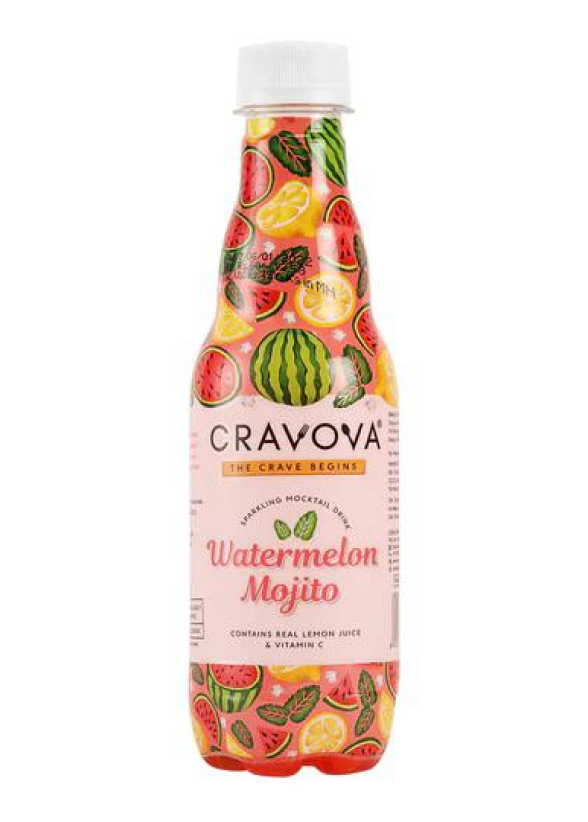 CRAVOVA®
THE CRAVE BEGINS
SPARKLING MOCKTAIL DRINK
Watermelon
Mojito
CONTAINS REAL LEMON JUICE
& VITAMIN C